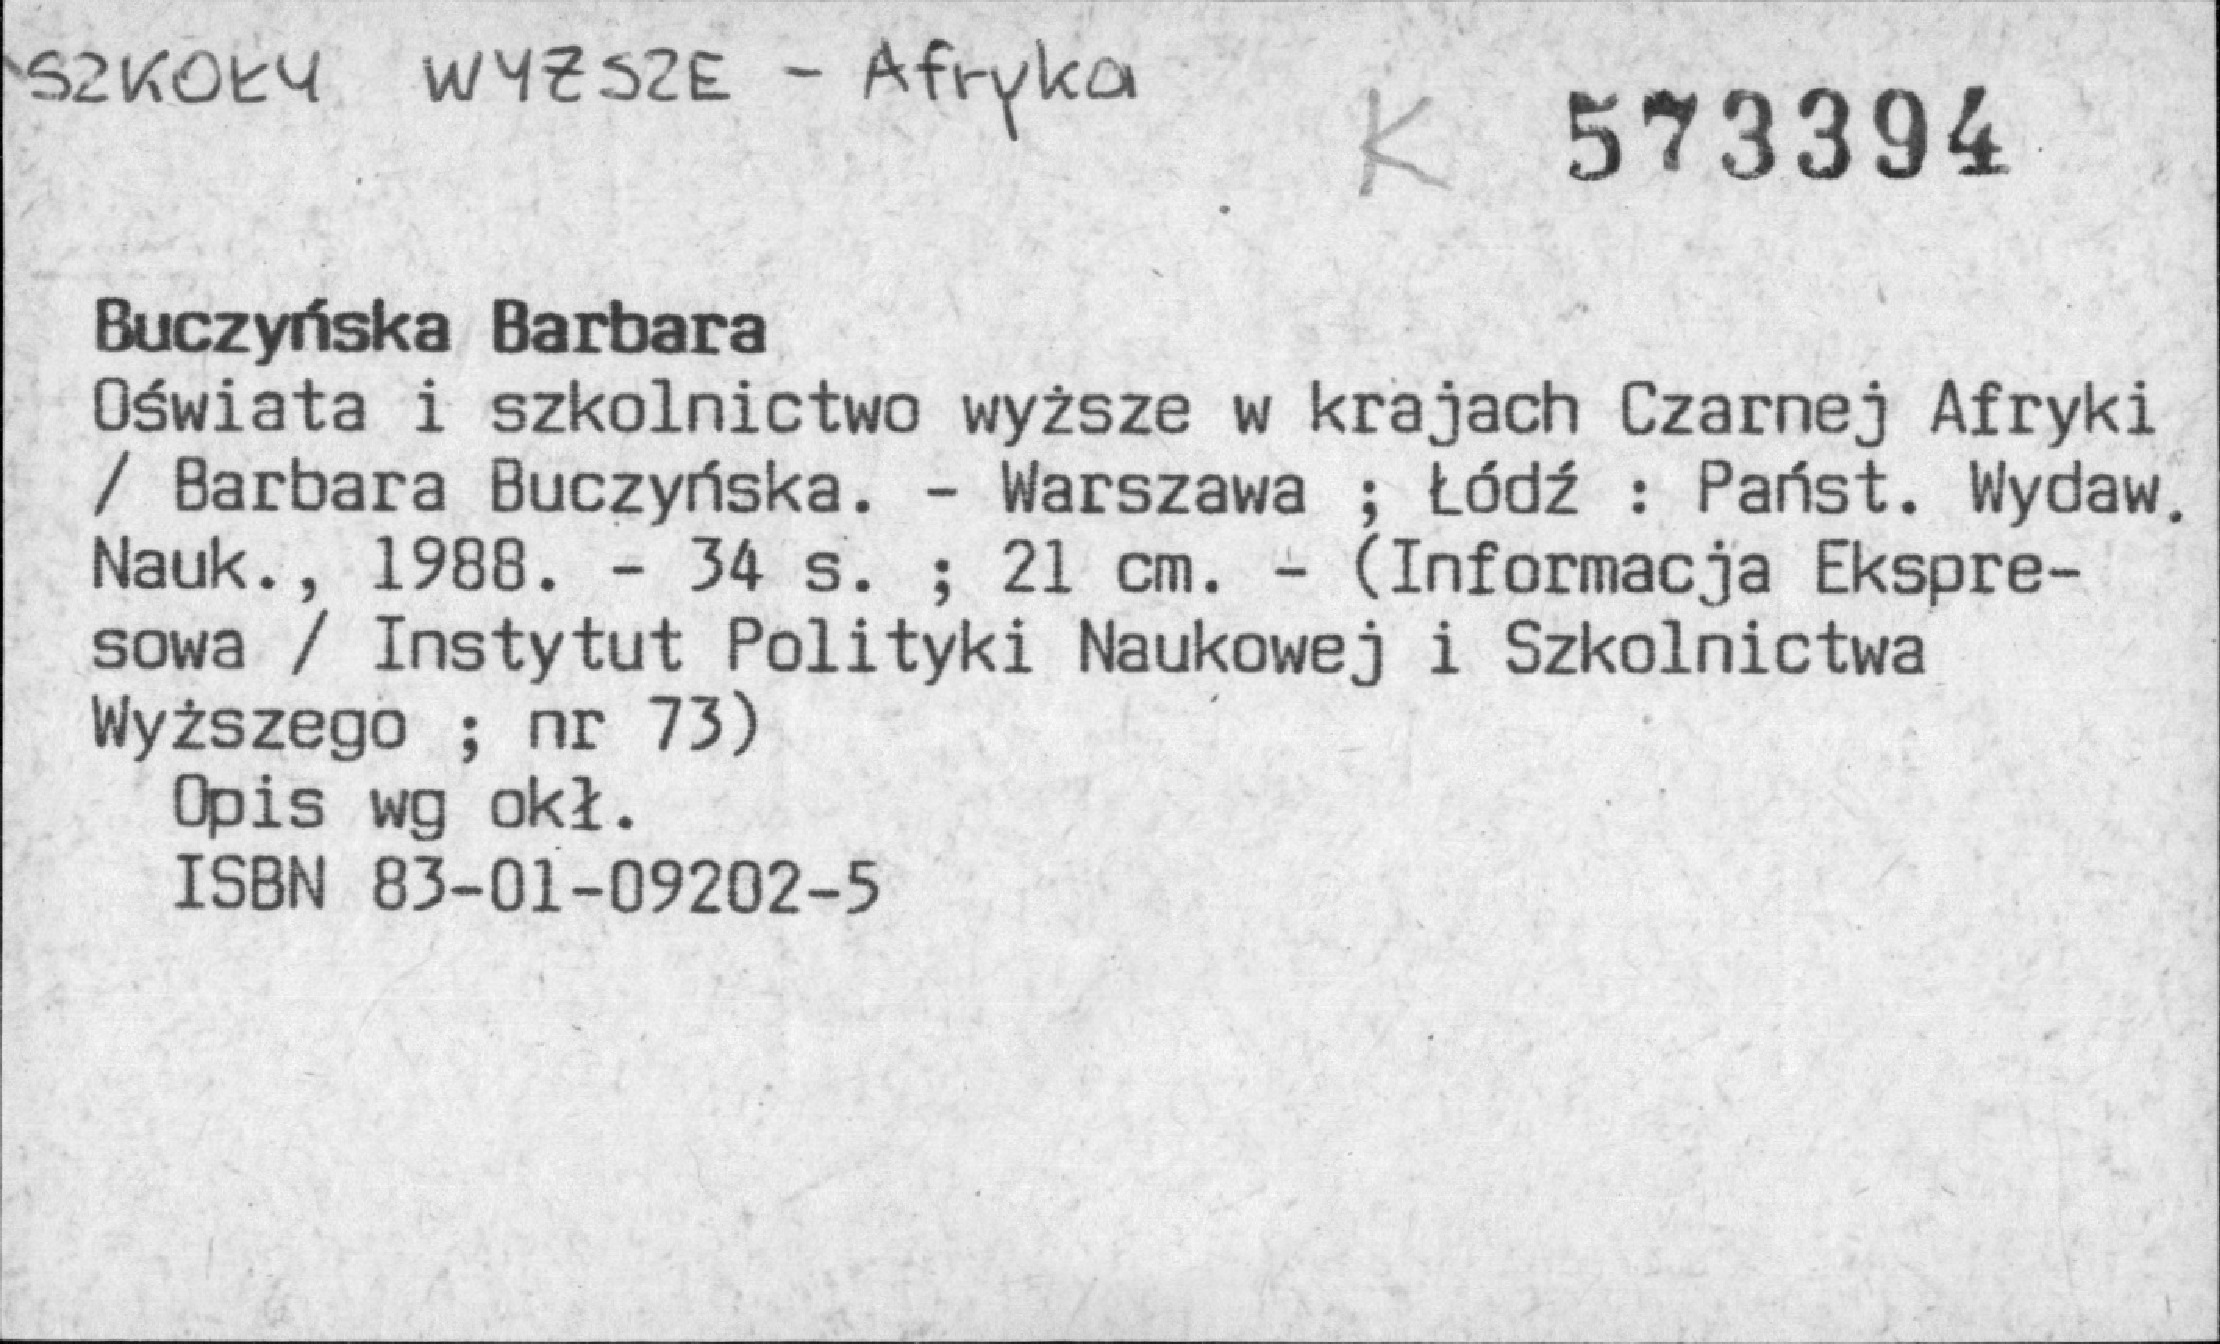 SZKOŁY WYŻSZE - Afryka
K 573394
Buczyńska Barbara
Oświata i szkolnictwo wyższe w krajach Czarnej Afryki
/ Barbara Buczyńska. - Warszawa ; Łódź : Państ. Wydaw.
Nauk., 1988. - 34 s. ; 21 cm. - (Informacja Ekspre-
sowa / Instytut Polityki Naukowej i Szkolnictwa
Wyższego ; nr 73)
Opis wg okł.
ISBN 83-01-09202-5